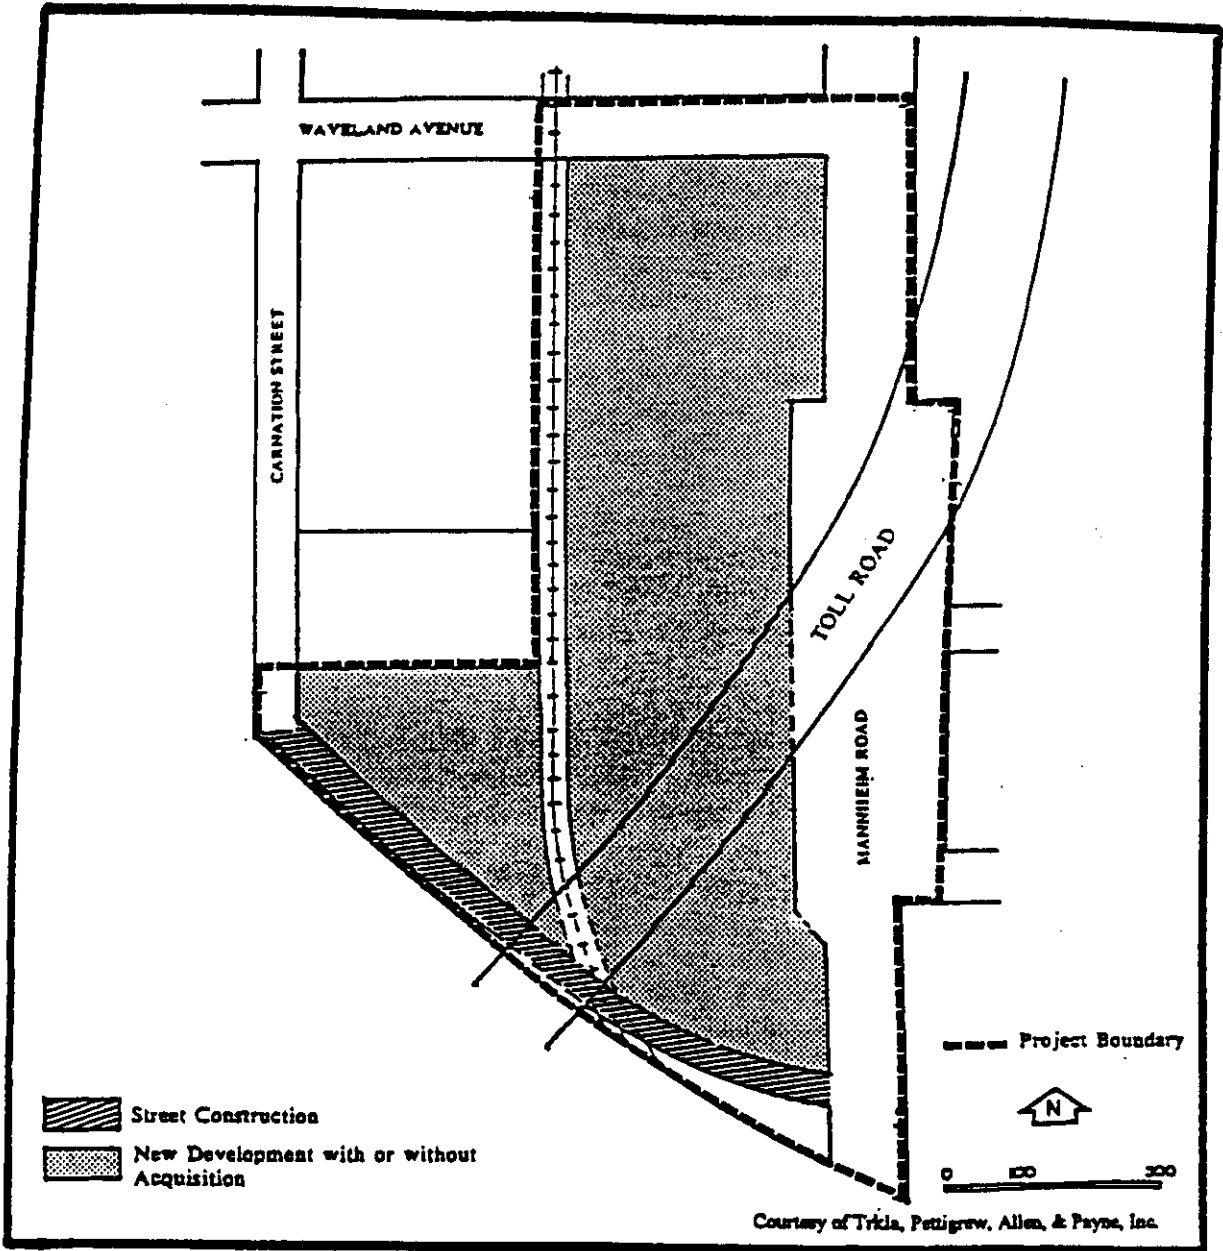 WAVELAND AVENUE
CARNATION STREET
TOLL ROAD
MANNHEIM ROAD
Project Boundary
N
Street Construction
New Development with or without
Acquisition
0 100 300
Courtesy of Trkla, Pettigrew, Allen, & Payne, Inc.